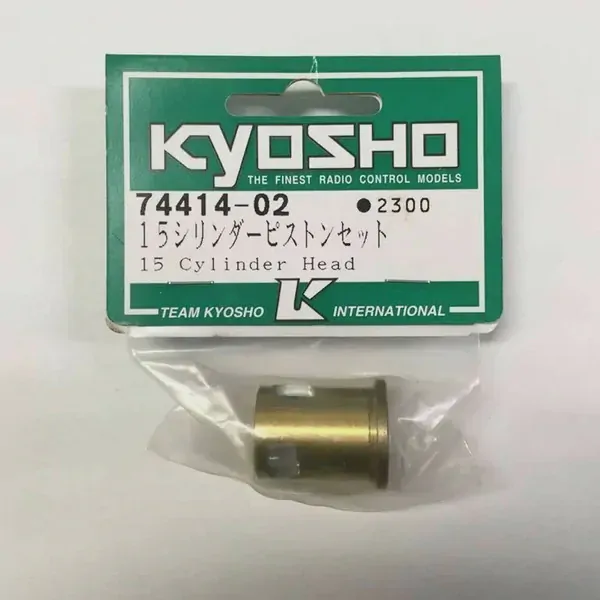 KYOSHO
THE FINEST RADIO CONTROL MODELS
74414-02 ●2300
15シリンダーピストンセット
15 Cylinder Head
TEAM KYOSHO K INTERNATIONAL